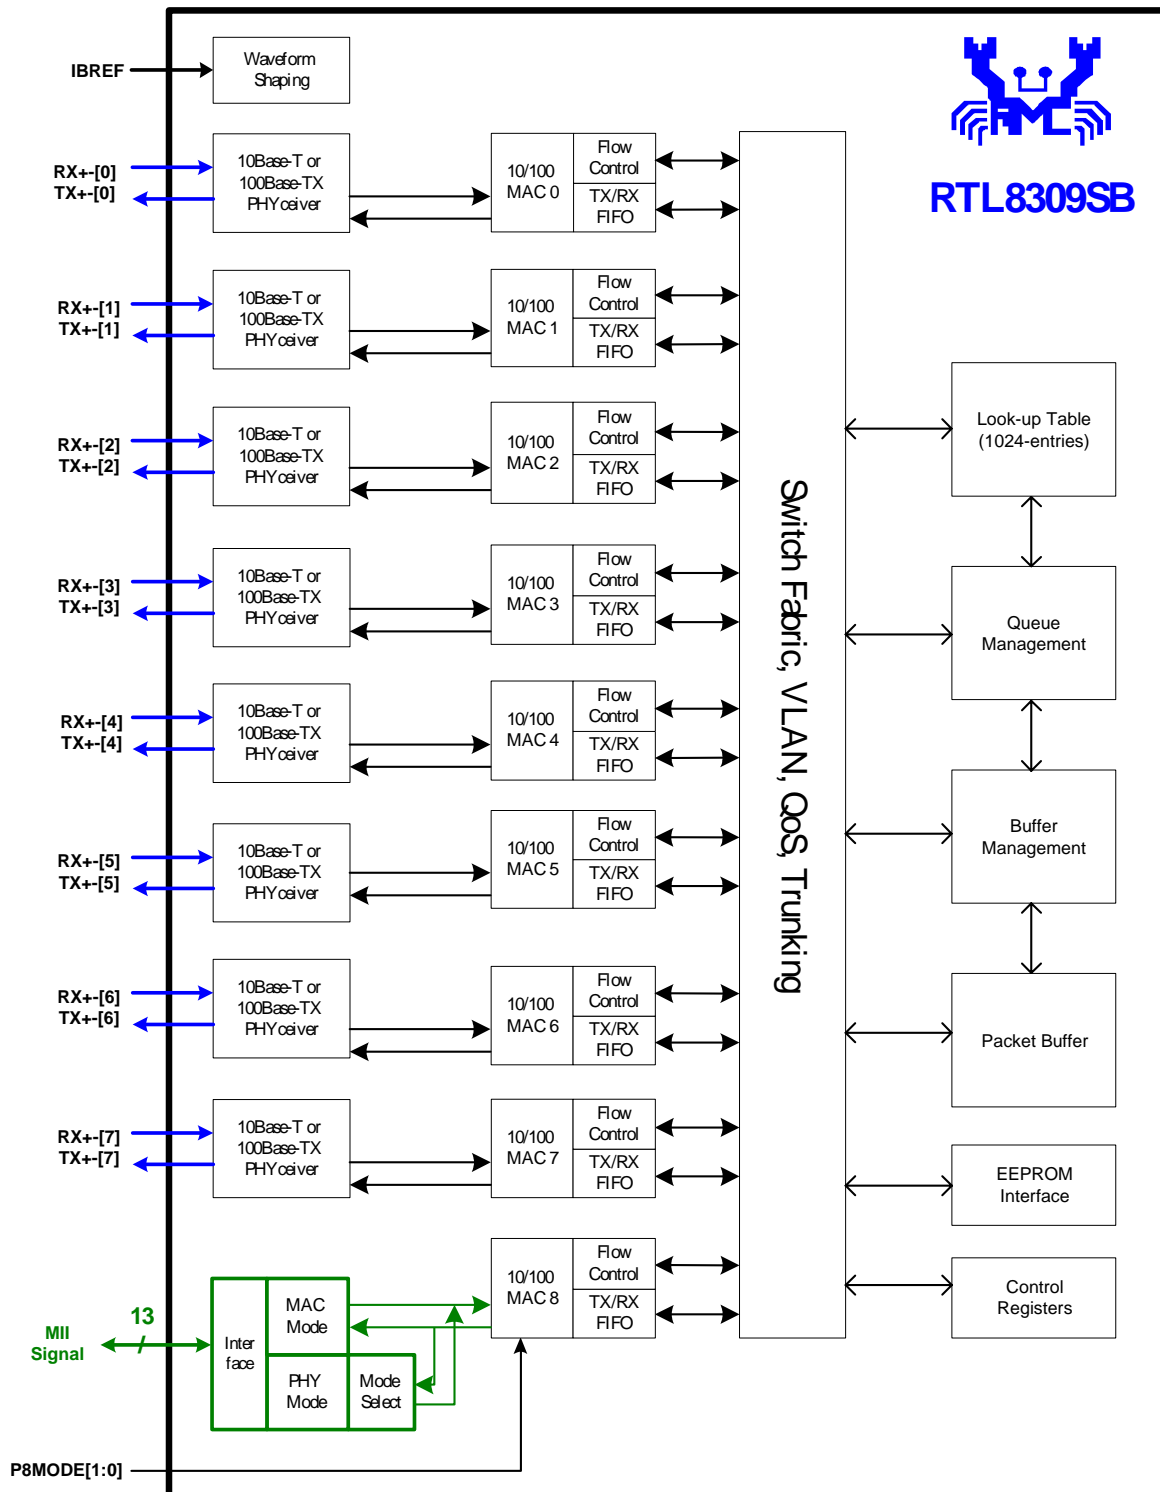 IBREF
Waveform
Shaping
RMC
RTL8309SB
RX+-[0]
TX+-[0]
10Base-T or
100Base-TX
PHYceiver
10/100
MAC 0
Flow
Control
TX/RX
FIFO
RX+-[1]
TX+-[1]
10Base-T or
100Base-TX
PHYceiver
10/100
MAC 1
Flow
Control
TX/RX
FIFO
RX+-[2]
TX+-[2]
10Base-T or
100Base-TX
PHYceiver
10/100
MAC 2
Flow
Control
TX/RX
FIFO
RX+-[3]
TX+-[3]
10Base-T or
100Base-TX
PHYceiver
10/100
MAC 3
Flow
Control
TX/RX
FIFO
RX+-[4]
TX+-[4]
10Base-T or
100Base-TX
PHYceiver
10/100
MAC 4
Flow
Control
TX/RX
FIFO
RX+-[5]
TX+-[5]
10Base-T or
100Base-TX
PHYceiver
10/100
MAC 5
Flow
Control
TX/RX
FIFO
RX+-[6]
TX+-[6]
10Base-T or
100Base-TX
PHYceiver
10/100
MAC 6
Flow
Control
TX/RX
FIFO
RX+-[7]
TX+-[7]
10Base-T or
100Base-TX
PHYceiver
10/100
MAC 7
Flow
Control
TX/RX
FIFO
MII
Signal
13
Inter
face
MAC
Mode
PHY
Mode
Mode
Select
10/100
MAC 8
Flow
Control
TX/RX
FIFO
P8MODE[1:0]
Switch Fabric, VLAN, QoS, Trunking
Look-up Table
(1024-entries)
Queue
Management
Buffer
Management
Packet Buffer
EEPROM
Interface
Control
Registers